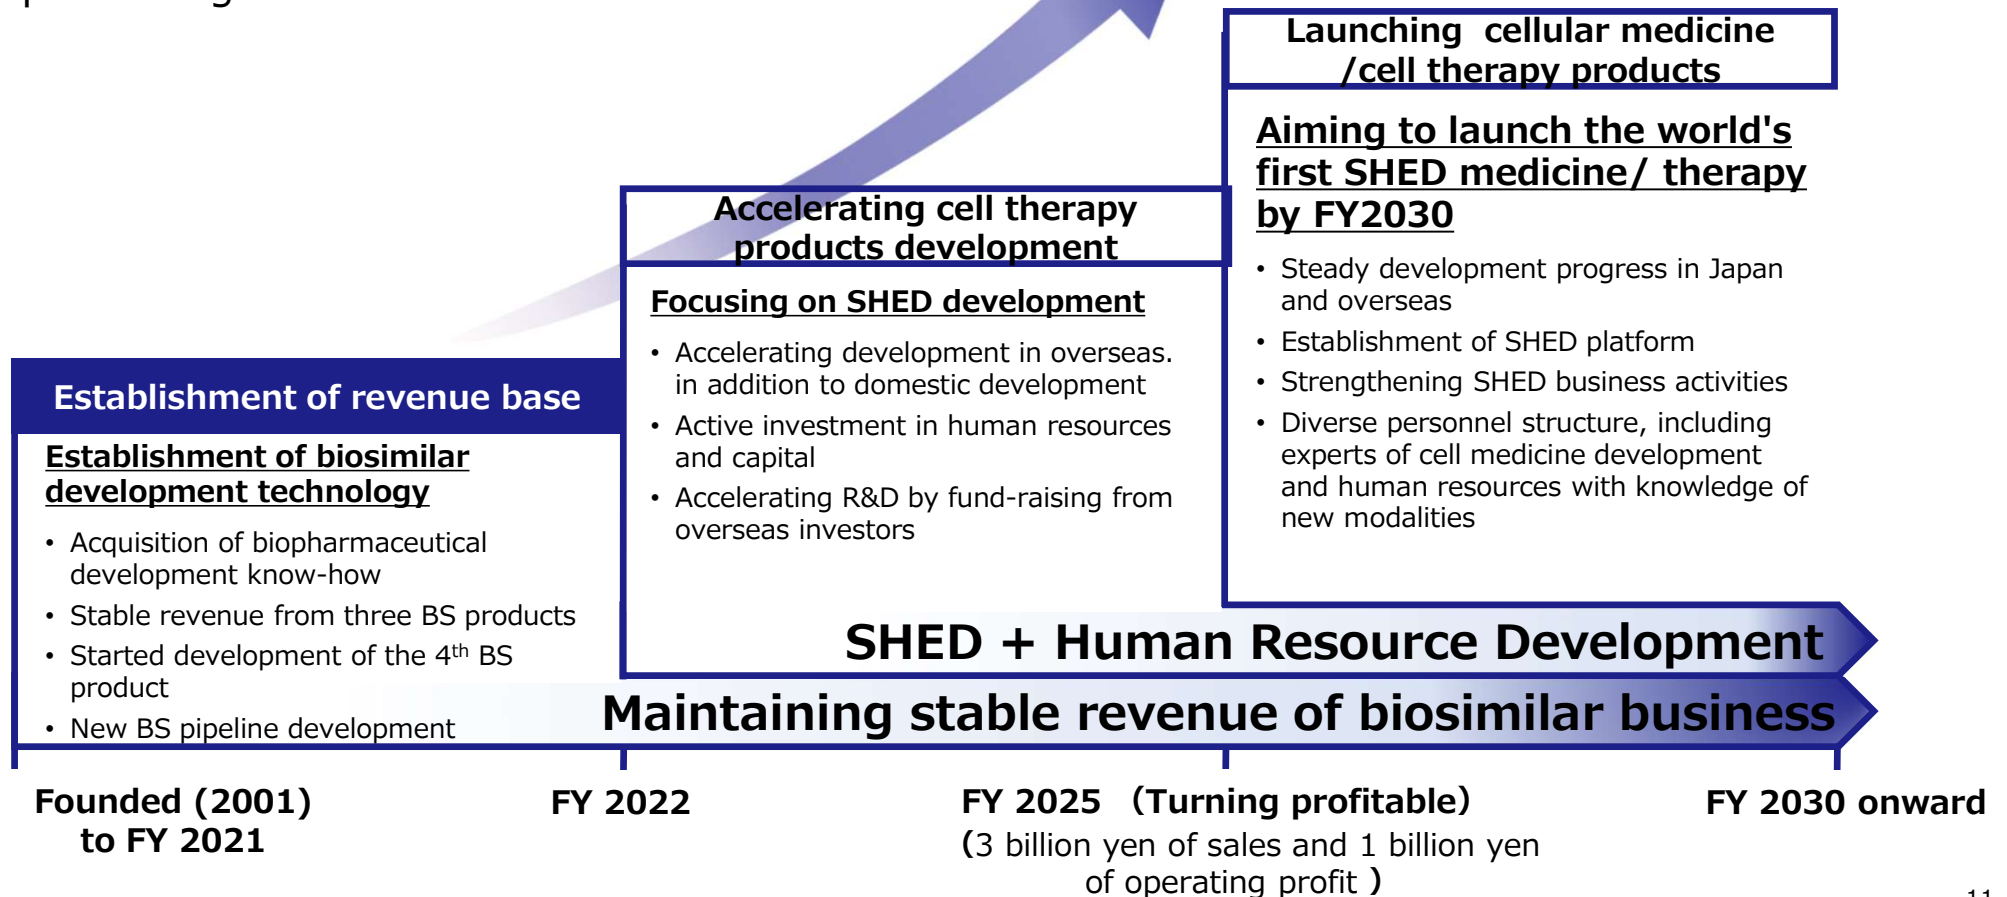 Launching cellular medicine
/cell therapy products
Aiming to launch the world's
first SHED medicine/ therapy
by FY2030
• Steady development progress in Japan
and overseas
• Establishment of SHED platform
• Strengthening SHED business activities
• Diverse personnel structure, including
experts of cell medicine development
and human resources with knowledge of
new modalities
Accelerating cell therapy
products development
Focusing on SHED development
• Accelerating development in overseas.
in addition to domestic development
• Active investment in human resources
and capital
• Accelerating R&D by fund-raising from
overseas investors
Establishment of revenue base
Establishment of biosimilar
development technology
• Acquisition of biopharmaceutical
development know-how
• Stable revenue from three BS products
• Started development of the 4th BS
product
• New BS pipeline development
SHED + Human Resource Development
Maintaining stable revenue of biosimilar business
Founded (2001)
to FY 2021
FY 2022
FY 2025 （Turning profitable）
(3 billion yen of sales and 1 billion yen
of operating profit )
FY 2030 onward
11